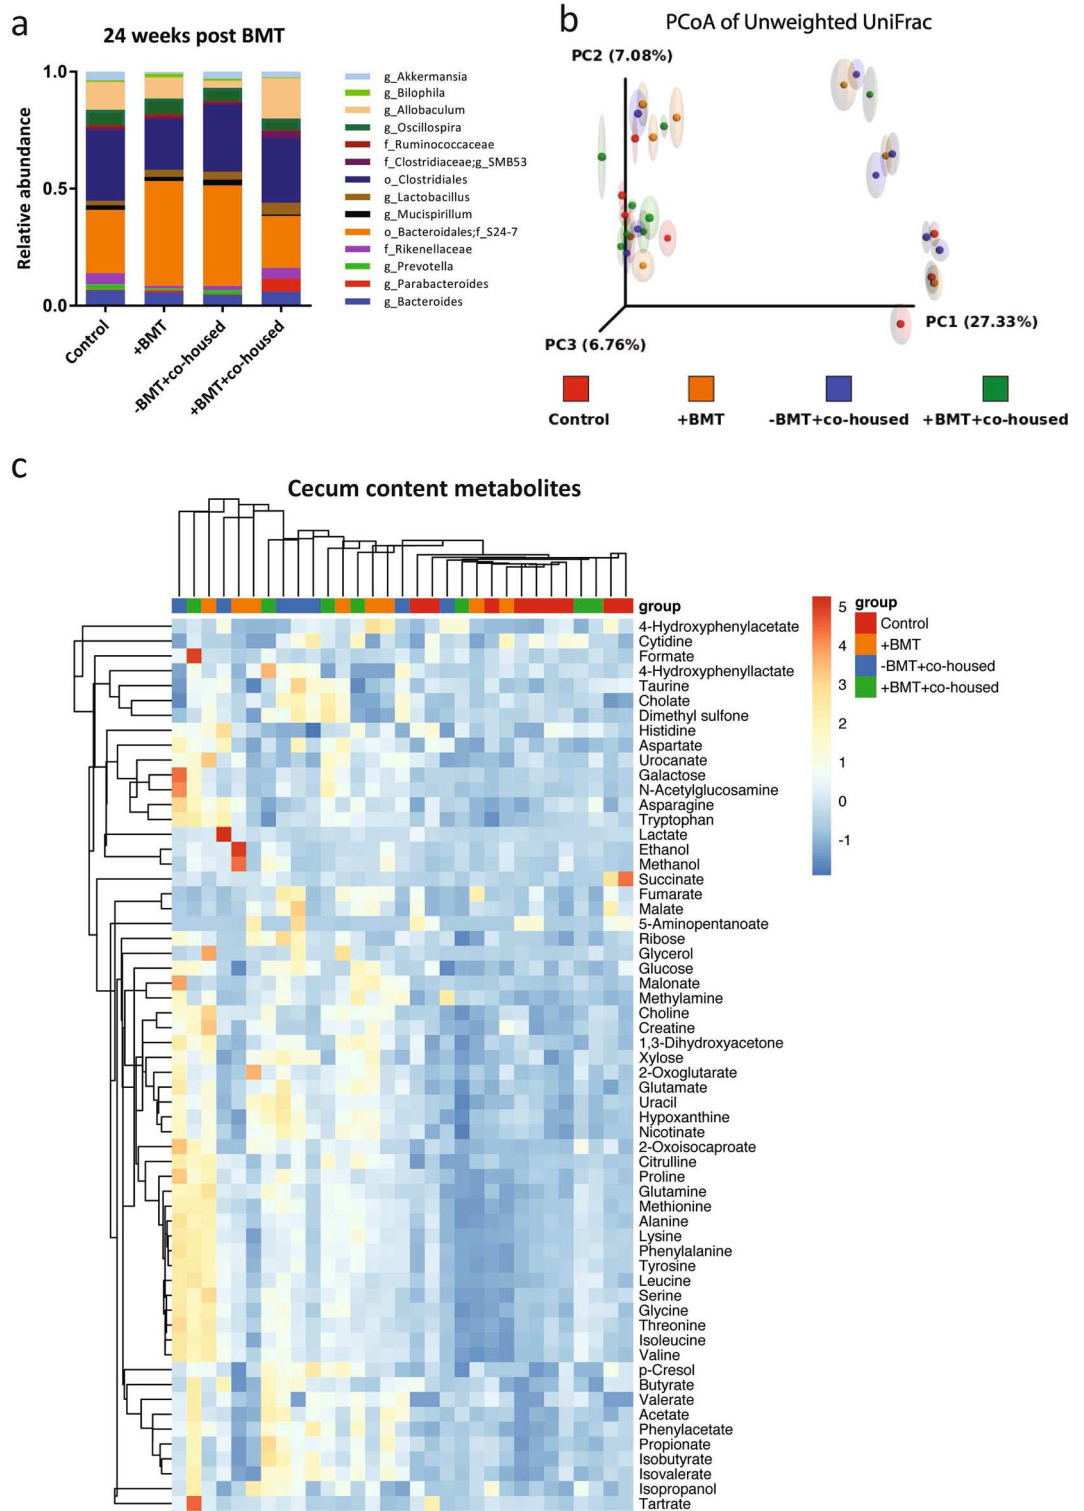 a
24 weeks post BMT
1.0
0.5
0.0
Relative abundance
Control
+BMT
-BMT+co-housed
+BMT+co-housed
g_Akkermansia
g_Bilophila
g_Allobaculum
g_Oscillospira
f_Ruminococcaceae
f_Clostridiaceae;g_SMB53
o_Clostridiales
g_Lactobacillus
g_Mucispirillum
o_Bacteroidales;f_S24-7
f_Rikenellaceae
g_Prevotella
g_Parabacteroides
g_Bacteroides
b
PCoA of Unweighted UniFrac
PC2 (7.08%)
PC1 (27.33%)
PC3 (6.76%)
Control
+BMT
-BMT+co-housed
+BMT+co-housed
c
Cecum content metabolites
group
4-Hydroxyphenylacetate
Cytidine
Formate
4-Hydroxyphenyllactate
Taurine
Cholate
Dimethyl sulfone
Histidine
Aspartate
Urocanate
Galactose
N-Acetylglucosamine
Asparagine
Tryptophan
Lactate
Ethanol
Methanol
Succinate
Fumarate
Malate
5-Aminopentanoate
Ribose
Glycerol
Glucose
Malonate
Methylamine
Choline
Creatine
1,3-Dihydroxyacetone
Xylose
2-Oxoglutarate
Glutamate
Uracil
Hypoxanthine
Nicotinate
2-Oxoisocaproate
Citrulline
Proline
Glutamine
Methionine
Alanine
Lysine
Phenylalanine
Tyrosine
Leucine
Serine
Glycine
Threonine
Isoleucine
Valine
p-Cresol
Butyrate
Valerate
Acetate
Phenylacetate
Propionate
Isobutyrate
Isovalerate
Isopropanol
Tartrate
5
4
3
2
1
0
-1
group
Control
+BMT
-BMT+co-housed
+BMT+co-housed